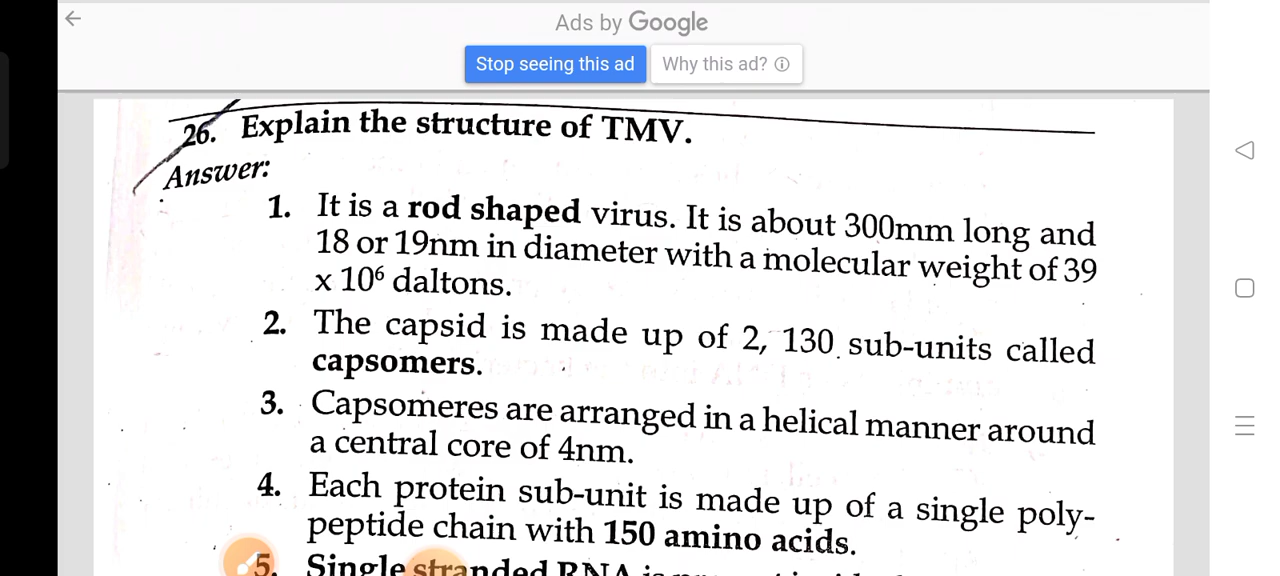 Ads by Google
Stop seeing this ad
Why this ad?
26. Explain the structure of TMV.
Answer:
1. It is a rod shaped virus. It is about 300mm long and
18 or 19nm in diameter with a molecular weight of 39
x 10⁶ daltons.
2. The capsid is made up of 2, 130 sub-units called
capsomers.
3. Capsomeres are arranged in a helical manner around
a central core of 4nm.
4. Each protein sub-unit is made up of a single poly-
peptide chain with 150 amino acids.
5. Single stranded RNA is